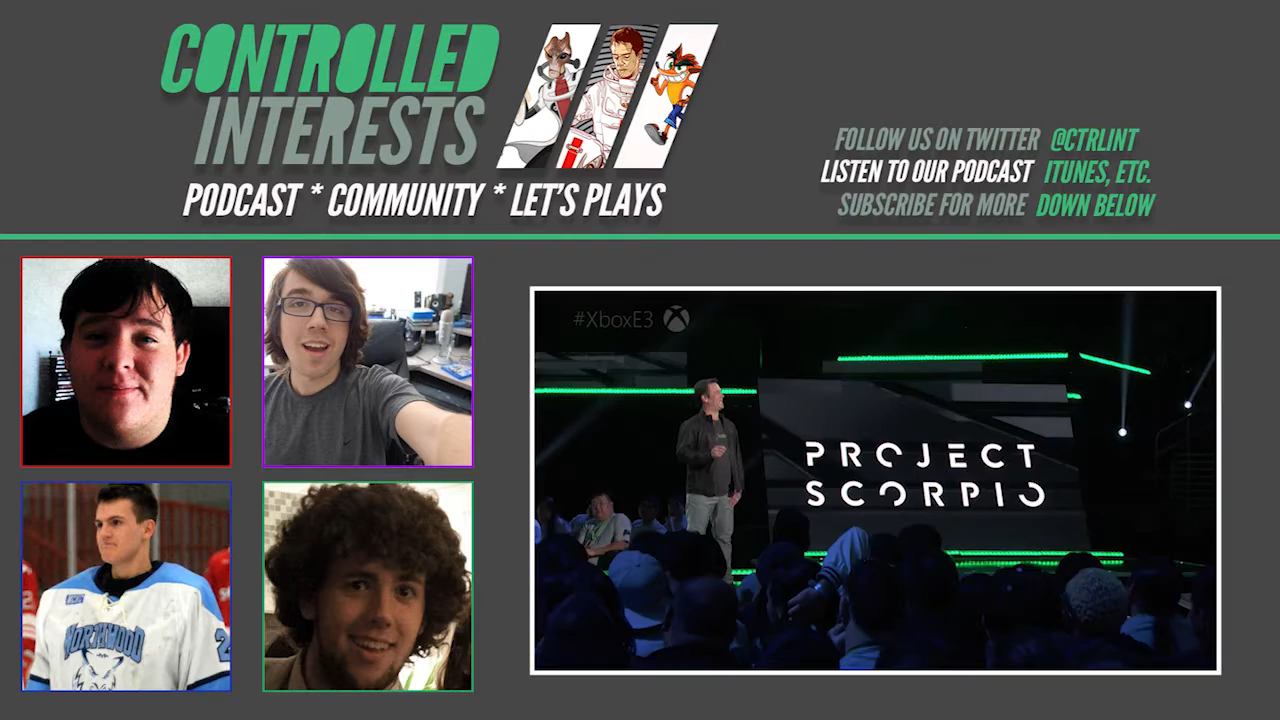 CONTROLLED
INTERESTS
PODCAST * COMMUNITY * LET'S PLAYS
FOLLOW US ON TWITTER @CTRLINT
LISTEN TO OUR PODCAST ITUNES, ETC.
SUBSCRIBE FOR MORE DOWN BELOW
#XboxE3
PROJECT
SCORPIO
NORTHWOOD
2